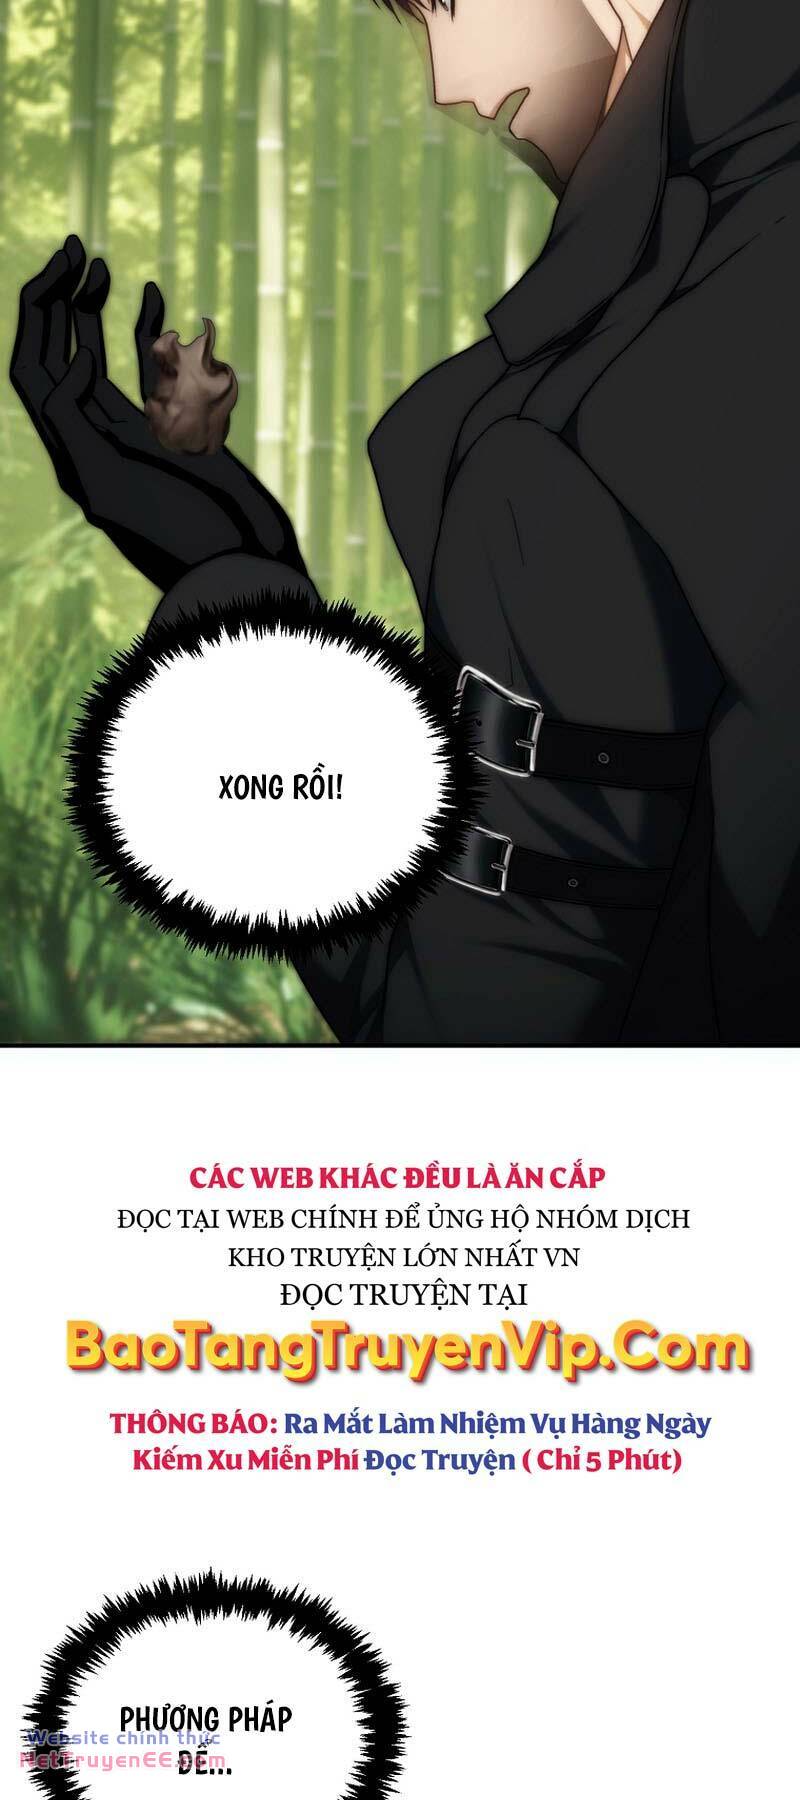 XONG RỒI!
CÁC WEB KHÁC ĐỀU LÀ ĂN CẮP
ĐỌC TẠI WEB CHÍNH ĐỂ ỦNG HỘ NHÓM DỊCH
KHO TRUYỆN LỚN NHẤT VN
ĐỌC TRUYỆN TẠI
BaoTangTruyenVip.Com
THÔNG BÁO: Ra Mắt Làm Nhiệm Vụ Hàng Ngày
Kiếm Xu Miễn Phí Đọc Truyện ( Chỉ 5 Phút)
PHƯƠNG PHÁP
Website chính thức
ĐỂ...
NetTruyenEE.com